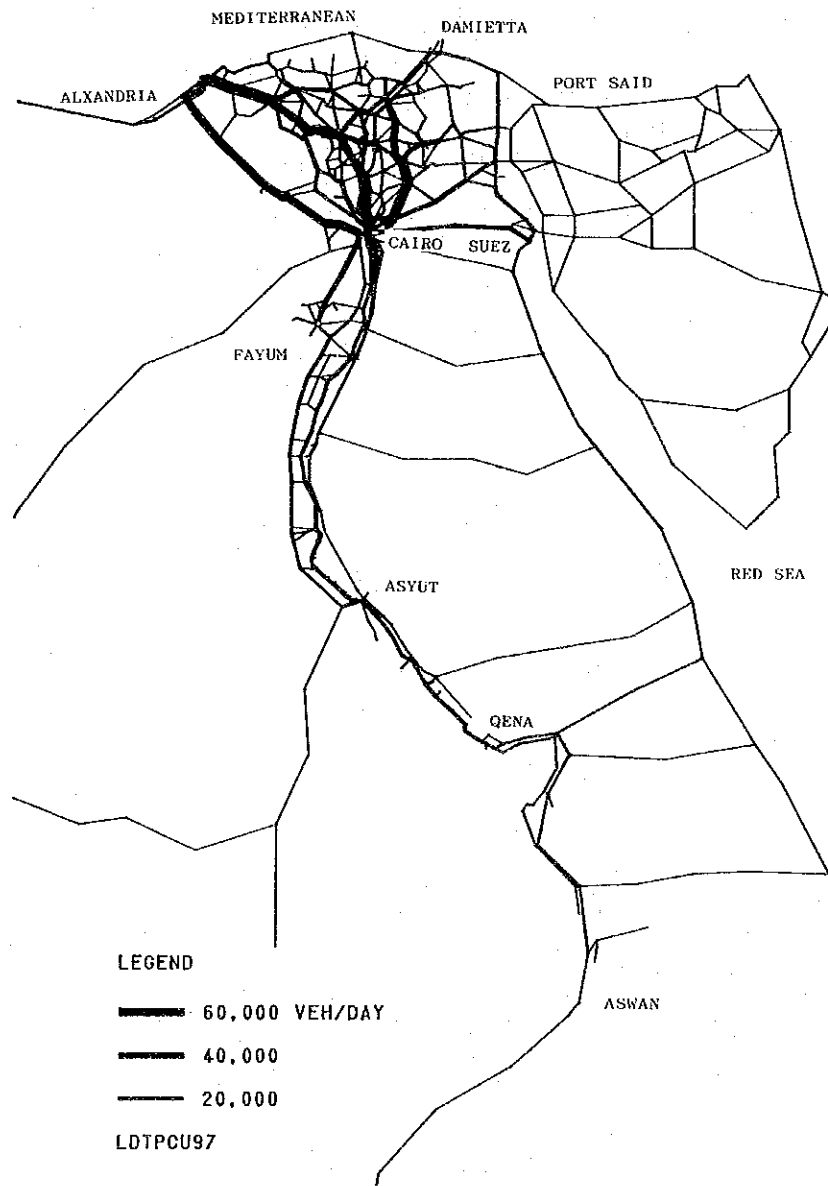 MEDITERRANEAN
DAMIETTA
ALXANDRIA
PORT SAID
CAIRO SUEZ
FAYUM
ASYUT
RED SEA
QENA
ASWAN
LEGEND
60,000 VEH/DAY
40,000
20,000
LDTPCU97